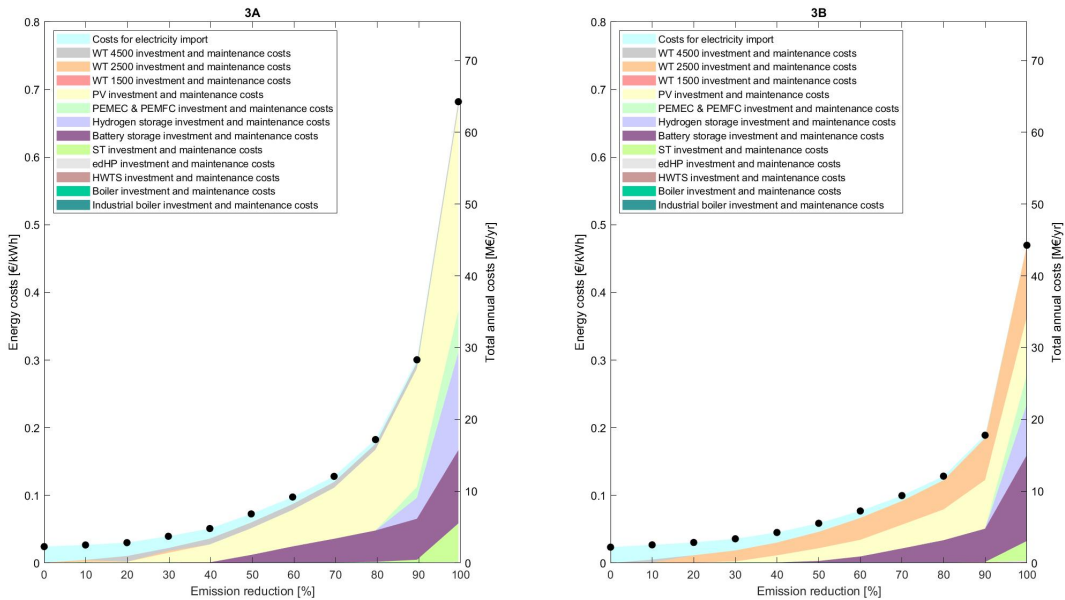 3A
0.8
0.7
0.6
0.5
0.4
0.3
0.2
0.1
0
Energy costs [€/kWh]
Costs for electricity import
WT 4500 investment and maintenance costs
WT 2500 investment and maintenance costs
WT 1500 investment and maintenance costs
PV investment and maintenance costs
PEMEC & PEMFC investment and maintenance costs
Hydrogen storage investment and maintenance costs
Battery storage investment and maintenance costs
ST investment and maintenance costs
edHP investment and maintenance costs
HWTS investment and maintenance costs
Boiler investment and maintenance costs
Industrial boiler investment and maintenance costs
70
60
50
40
30
20
10
0
Total annual costs [M€/yr]
0 10 20 30 40 50 60 70 80 90 100
Emission reduction [%]
3B
0.8
0.7
0.6
0.5
0.4
0.3
0.2
0.1
0
Energy costs [€/kWh]
Costs for electricity import
WT 4500 investment and maintenance costs
WT 2500 investment and maintenance costs
WT 1500 investment and maintenance costs
PV investment and maintenance costs
PEMEC & PEMFC investment and maintenance costs
Hydrogen storage investment and maintenance costs
Battery storage investment and maintenance costs
ST investment and maintenance costs
edHP investment and maintenance costs
HWTS investment and maintenance costs
Boiler investment and maintenance costs
Industrial boiler investment and maintenance costs
70
60
50
40
30
20
10
0
Total annual costs [M€/yr]
0 10 20 30 40 50 60 70 80 90 100
Emission reduction [%]